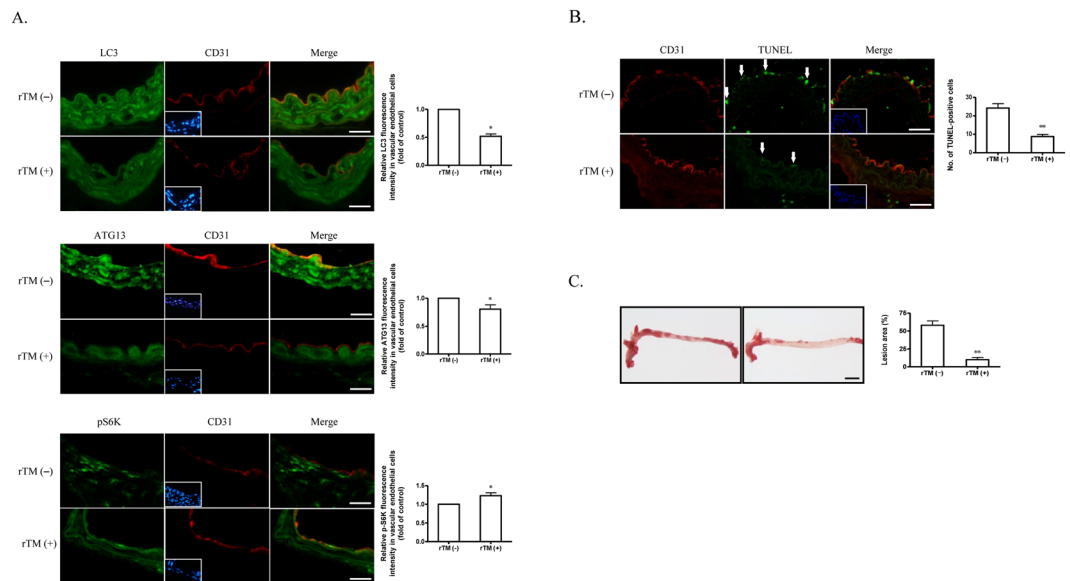 A.
LC3 CD31 Merge
rTM (−)
rTM (+)
Relative LC3 fluorescence
intensity in vascular endothelial cells
(fold of control)
1.0
0.5
0.0
*
rTM (-) rTM (+)
ATG13 CD31 Merge
rTM (−)
rTM (+)
Relative ATG13 fluorescence
intensity in vascular endothelial cells
(fold of control)
1.0
0.5
0.0
*
rTM (-) rTM (+)
pS6K CD31 Merge
rTM (−)
rTM (+)
Relative p-S6K fluorescence
intensity in vascular endothelial cells
(fold of control)
1.5
1.0
0.5
0.0
*
rTM (-) rTM (+)
B.
CD31 TUNEL Merge
rTM (−)
rTM (+)
No. of TUNEL-positive cells
30
20
10
0
**
rTM (−) rTM (+)
C.
Lesion area (%)
75
50
25
0
**
rTM (−) rTM (+)